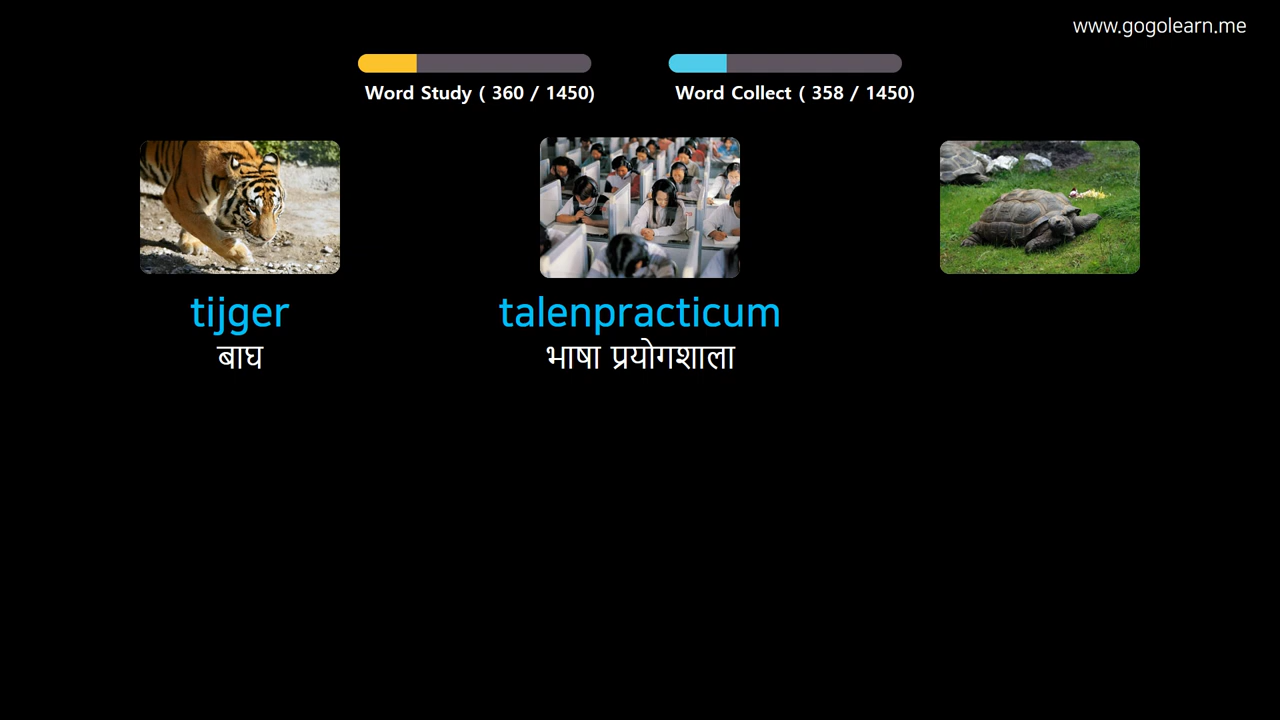 www.gogolearn.me
Word Study ( 360 / 1450)
Word Collect ( 358 / 1450)
tijger
talenpracticum
बाघ
भाषा प्रयोगशाला